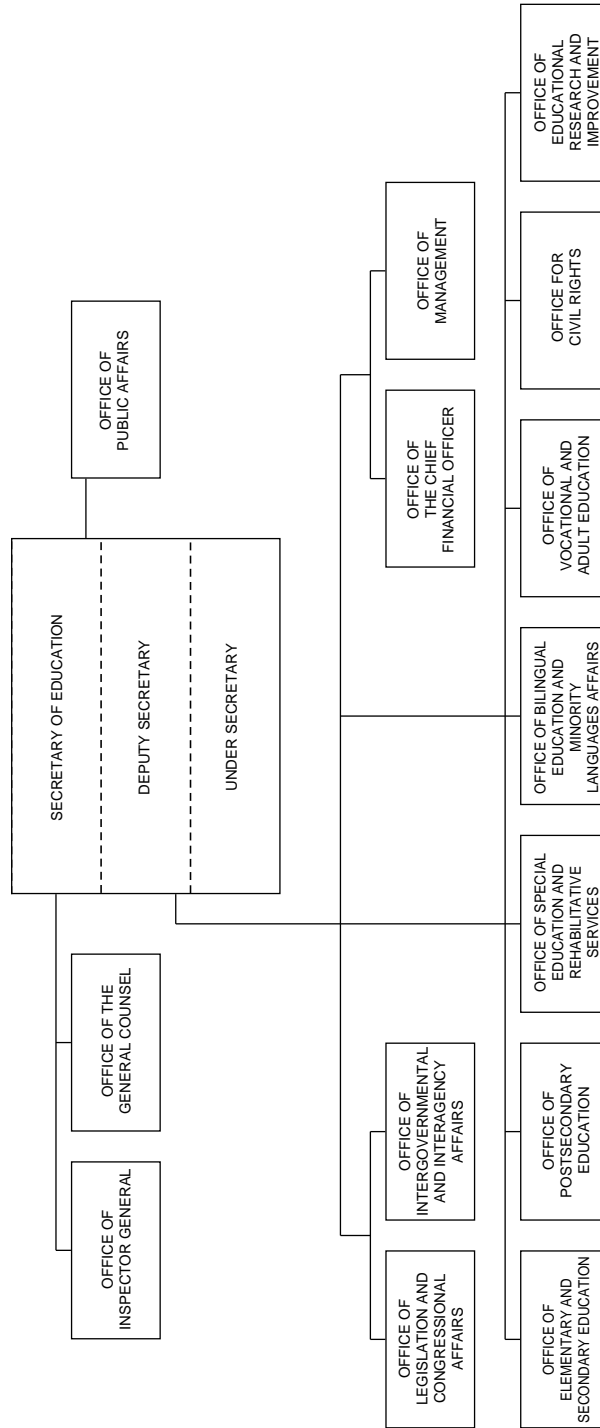 SECRETARY OF EDUCATION
DEPUTY SECRETARY
UNDER SECRETARY
OFFICE OF
INSPECTOR GENERAL
OFFICE OF THE
GENERAL COUNSEL
OFFICE OF
PUBLIC AFFAIRS
OFFICE OF
LEGISLATION AND
CONGRESSIONAL
AFFAIRS
OFFICE OF
INTERGOVERNMENTAL
AND INTERAGENCY
AFFAIRS
OFFICE OF
THE CHIEF
FINANCIAL OFFICER
OFFICE OF
MANAGEMENT
OFFICE OF
ELEMENTARY AND
SECONDARY EDUCATION
OFFICE OF
POSTSECONDARY
EDUCATION
OFFICE OF SPECIAL
EDUCATION AND
REHABILITATIVE
SERVICES
OFFICE OF BILINGUAL
EDUCATION AND
MINORITY
LANGUAGES AFFAIRS
OFFICE OF
VOCATIONAL AND
ADULT EDUCATION
OFFICE FOR
CIVIL RIGHTS
OFFICE OF
EDUCATIONAL
RESEARCH AND
IMPROVEMENT